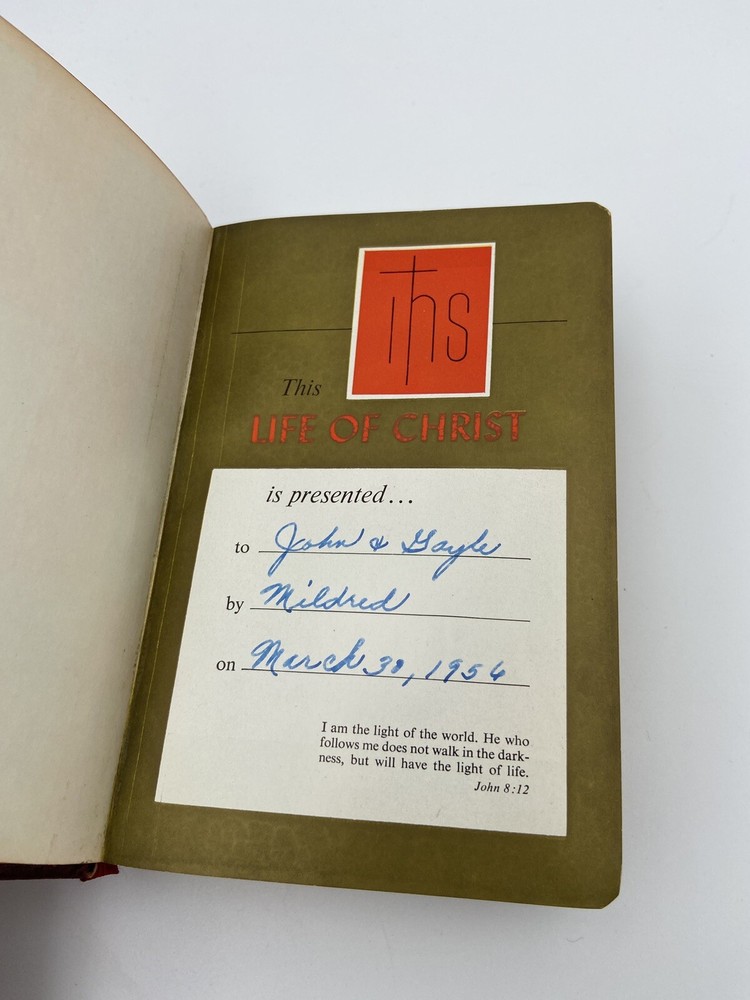 ihs
This
LIFE OF CHRIST
is presented...
to John & Gayle
by Mildred
on March 30, 1956
I am the light of the world. He who
follows me does not walk in the dark-
ness, but will have the light of life.
John 8:12